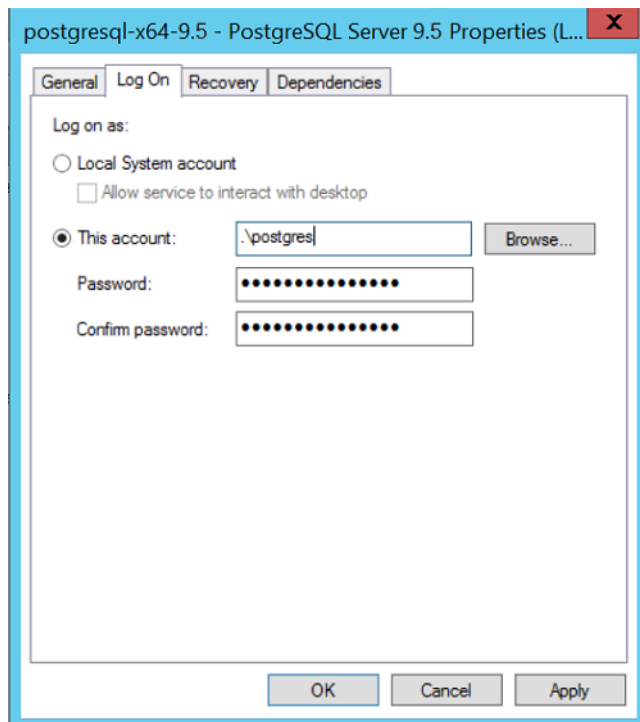 postgresql-x64-9.5 - PostgreSQL Server 9.5 Properties (L... X
General Log On Recovery Dependencies
Log on as:
Local System account
Allow service to interact with desktop
This account: .\postgres Browse...
Password: •••••••••••••••
Confirm password: •••••••••••••••
OK Cancel Apply